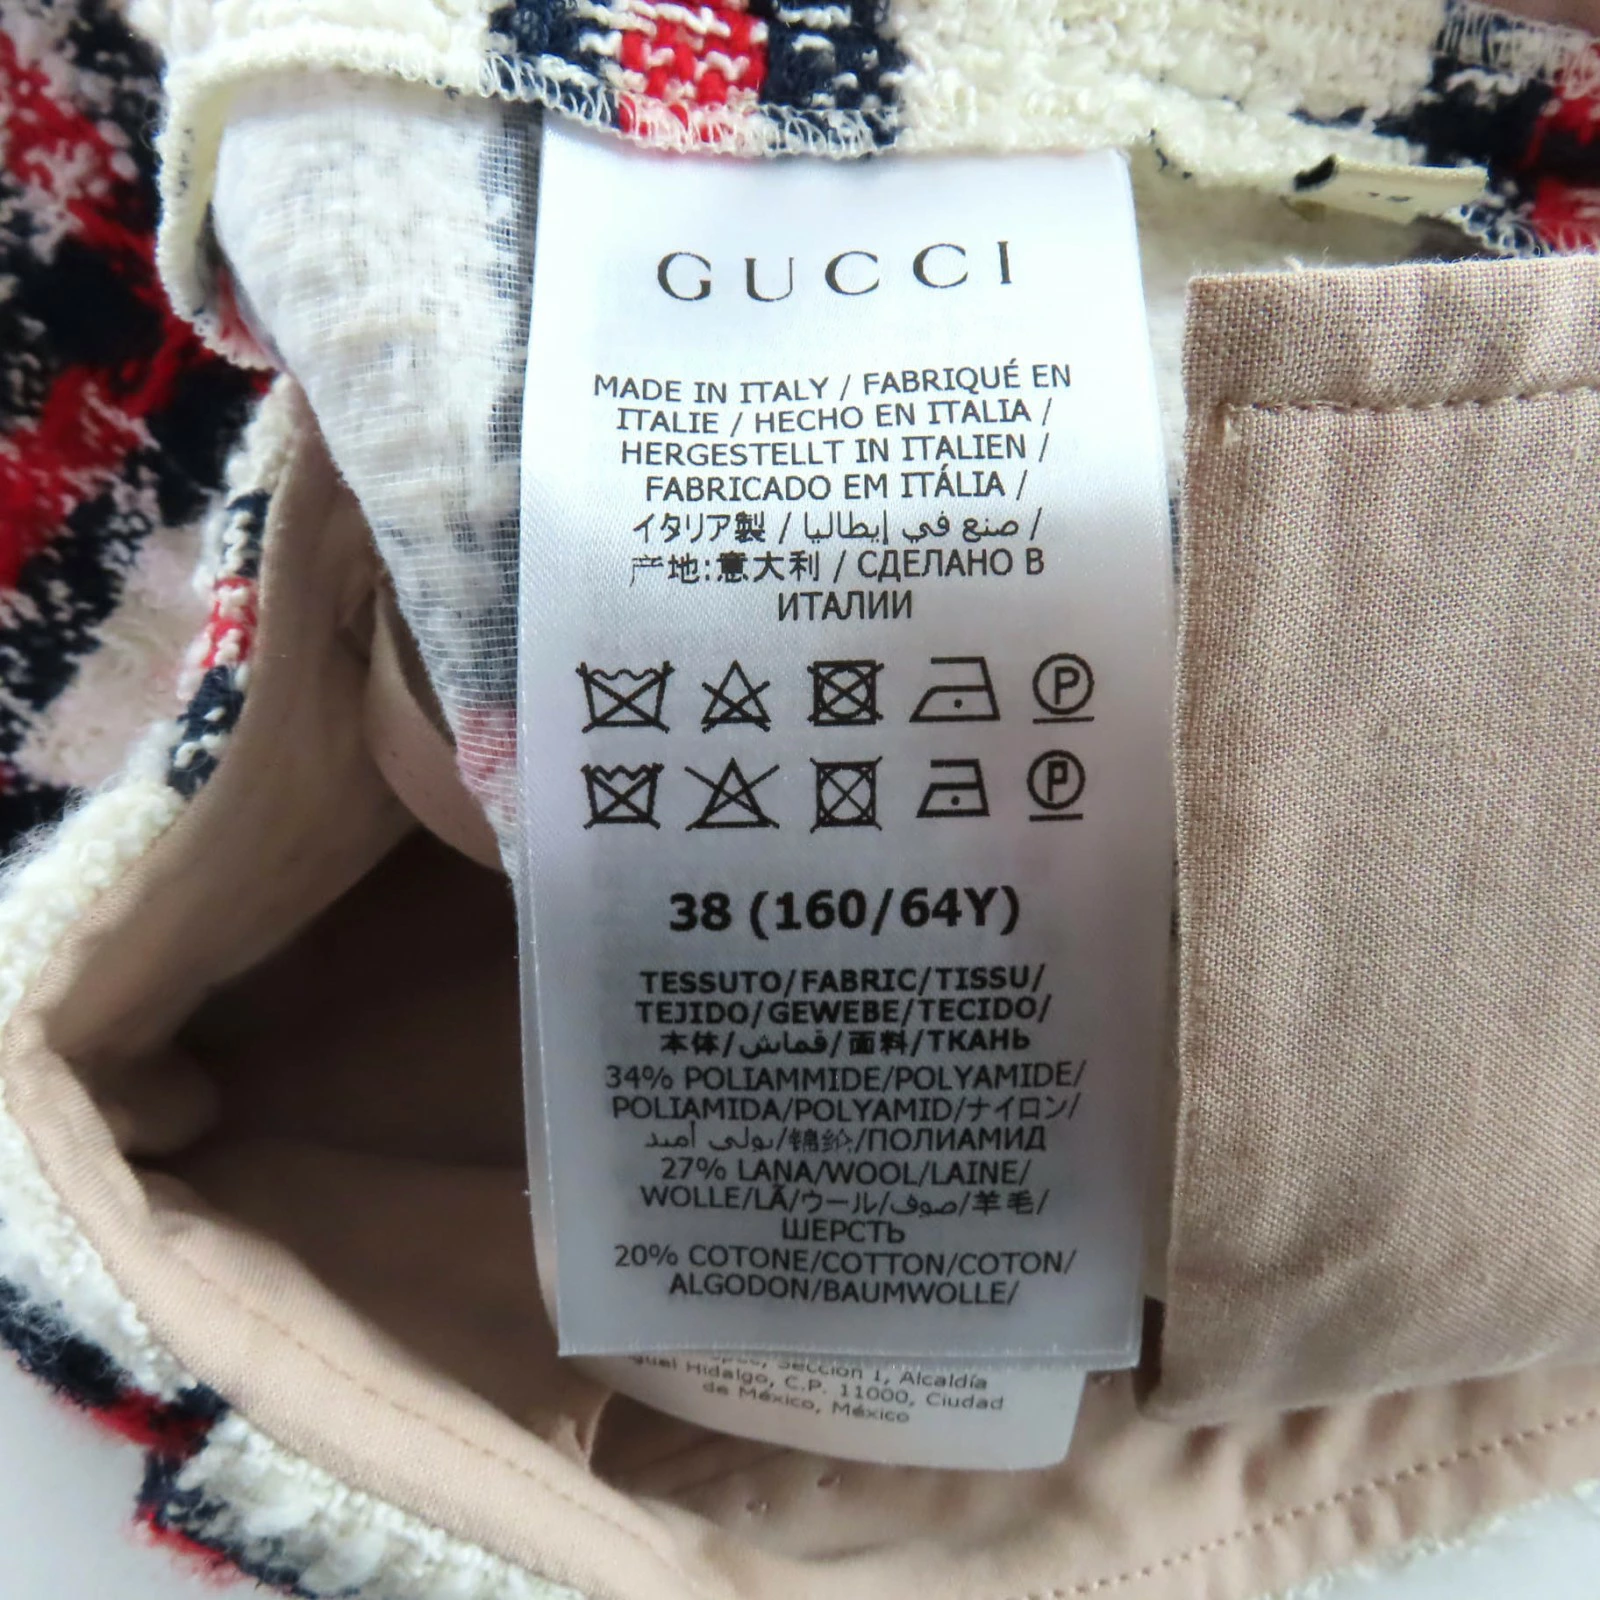 GUCCI
MADE IN ITALY / FABRIQUÉ EN
ITALIE / HECHO EN ITALIA /
HERGESTELLT IN ITALIEN /
FABRICADO EM ITÁLIA /
イタリア製 / صنع في إيطاليا /
产地:意大利 / СДЕЛАНО В
ИТАЛИИ
P
P
38 (160/64Y)
TESSUTO/FABRIC/TISSU/
TEJIDO/GEWEBE/TECIDO/
本体/قماش/面料/ТКАНЬ
34% POLIAMMIDE/POLYAMIDE/
POLIAMIDA/POLYAMID/ナイロン/
بولي أميد/锦纶/ПОЛИАМИД
27% LANA/WOOL/LAINE/
WOLLE/LÃ/ウール/صوف/羊毛/
ШЕРСТЬ
20% COTONE/COTTON/COTON/
ALGODON/BAUMWOLLE/
Sección 1, Alcaldía
Hidalgo, C.P. 11000, Ciudad
de México, México